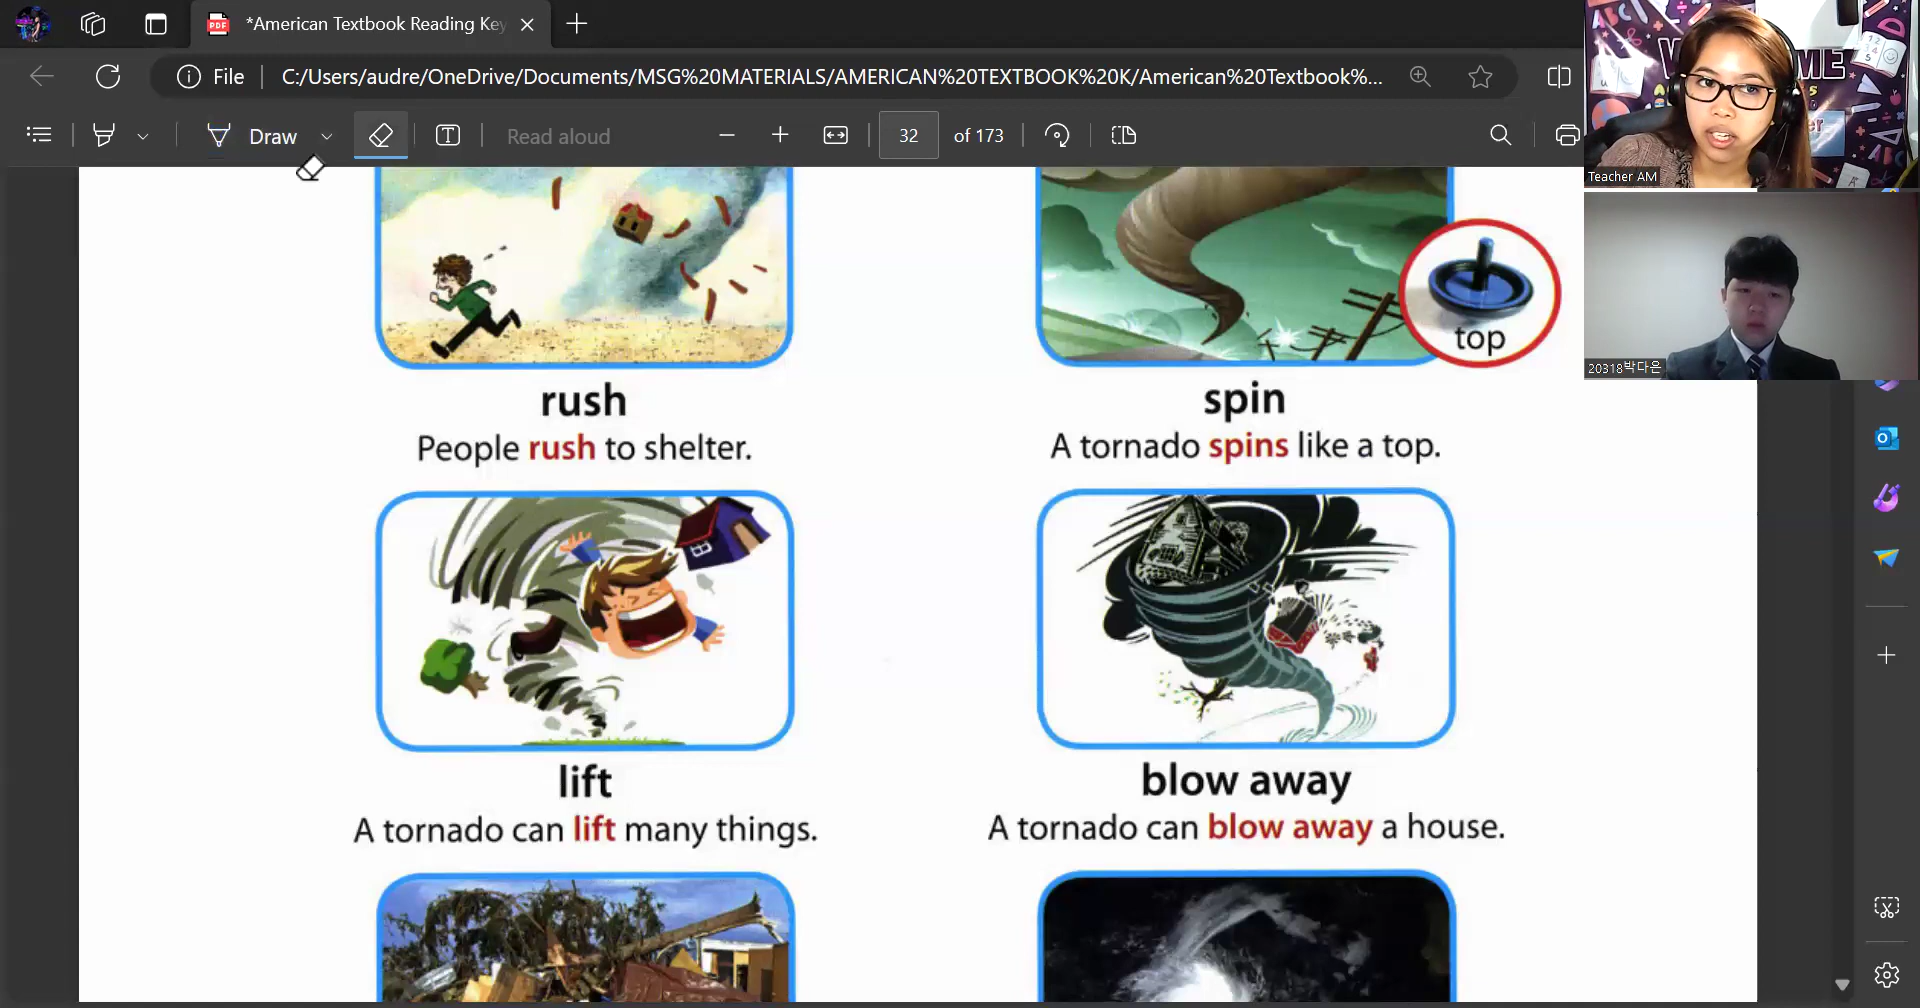 *American Textbook Reading Key
File
C:/Users/audre/OneDrive/Documents/MSG%20MATERIALS/AMERICAN%20TEXTBOOK%20K/American%20Textbook%...
Draw
Read aloud
32 of 173
Teacher AM
20318박다은
top
rush
People rush to shelter.
spin
A tornado spins like a top.
lift
A tornado can lift many things.
blow away
A tornado can blow away a house.